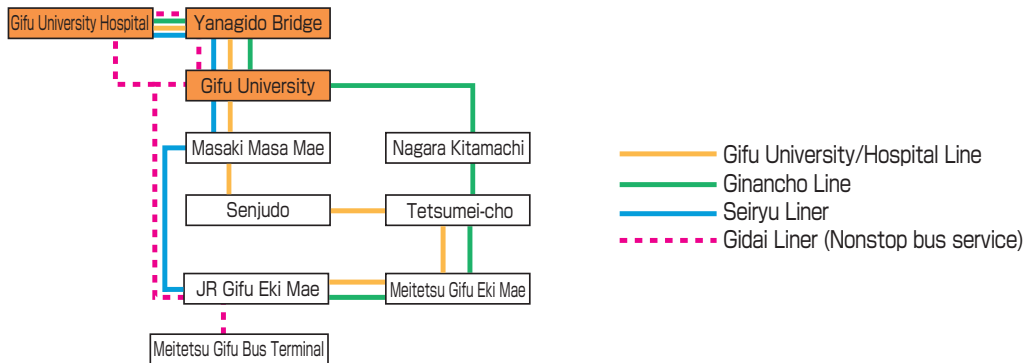 Gifu University Hospital
Yanagido Bridge
Gifu University
Masaki Masa Mae
Nagara Kitamachi
Senjudo
Tetsumei-cho
JR Gifu Eki Mae
Meitetsu Gifu Eki Mae
Meitetsu Gifu Bus Terminal
Gifu University/Hospital Line
Ginancho Line
Seiryu Liner
Gidai Liner (Nonstop bus service)